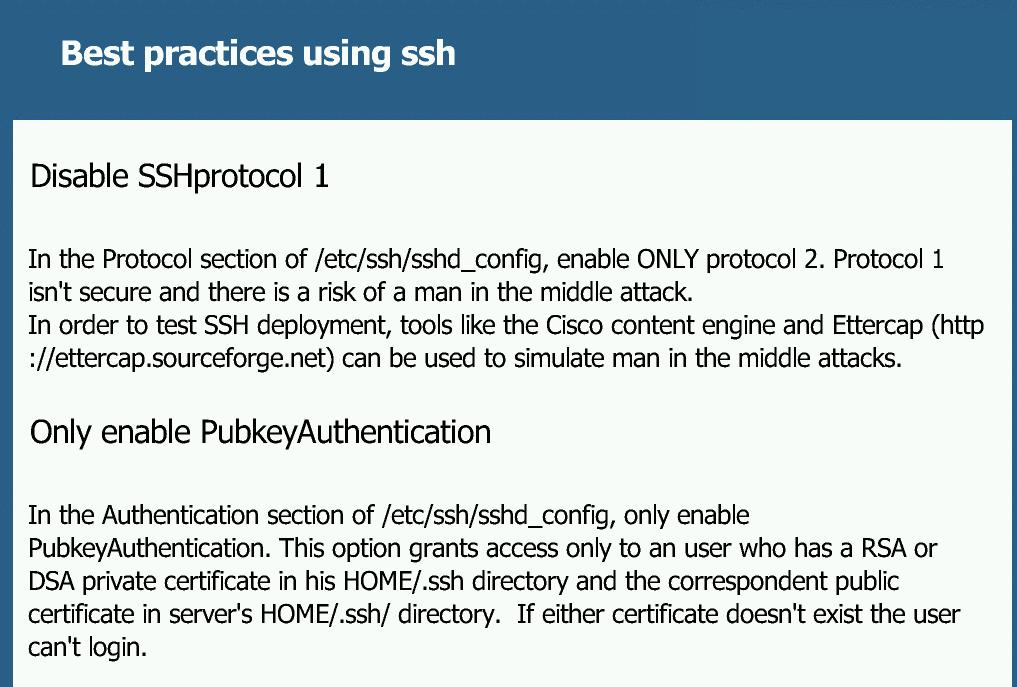 Best practices using ssh
Disable SSHprotocol 1
In the Protocol section of /etc/ssh/sshd_config, enable ONLY protocol 2. Protocol 1
isn't secure and there is a risk of a man in the middle attack.
In order to test SSH deployment, tools like the Cisco content engine and Ettercap (http
://ettercap.sourceforge.net) can be used to simulate man in the middle attacks.
Only enable PubkeyAuthentication
In the Authentication section of /etc/ssh/sshd_config, only enable
PubkeyAuthentication. This option grants access only to an user who has a RSA or
DSA private certificate in his HOME/.ssh directory and the correspondent public
certificate in server's HOME/.ssh/ directory.  If either certificate doesn't exist the user
can't login.